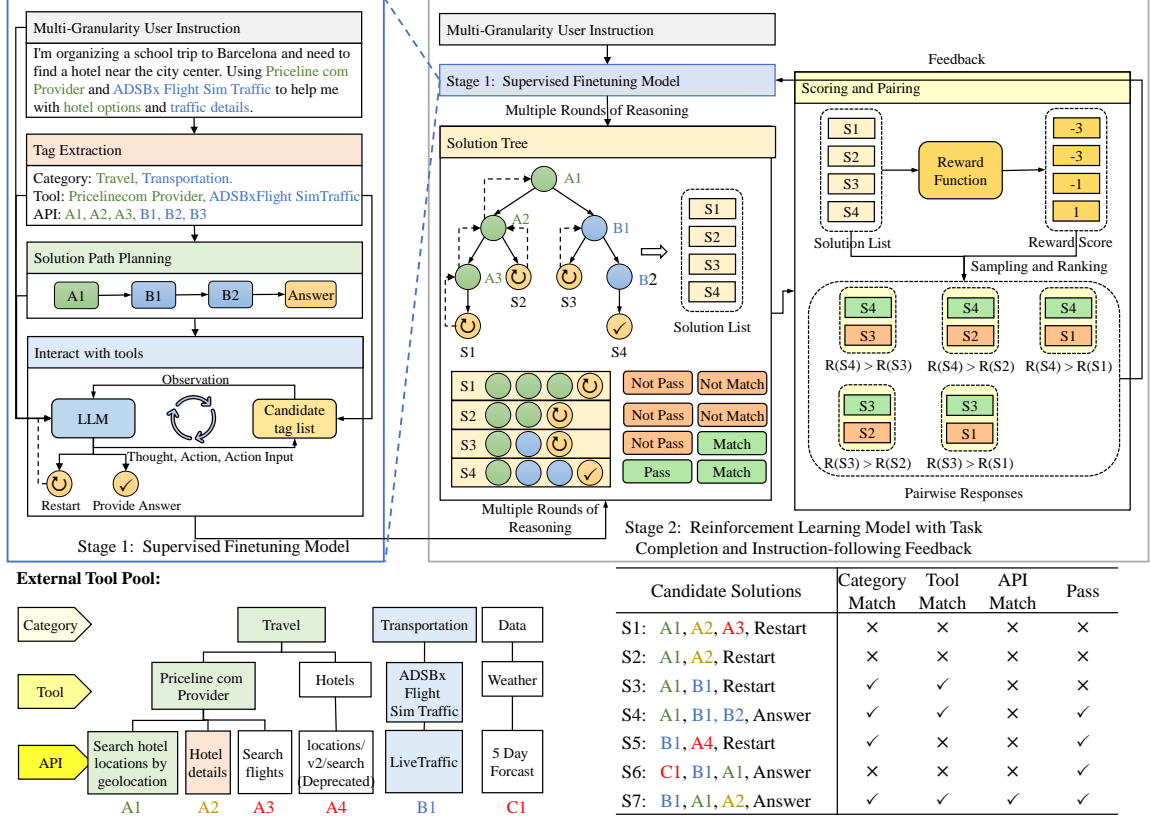 Multi-Granularity User Instruction
I'm organizing a school trip to Barcelona and need to
find a hotel near the city center. Using Priceline com
Provider and ADSBx Flight Sim Traffic to help me
with hotel options and traffic details.
Tag Extraction
Category: Travel, Transportation.
Tool: Pricelinecom Provider, ADSBxFlight SimTraffic
API: A1, A2, A3, B1, B2, B3
Solution Path Planning
A1 B1 B2 Answer
Interact with tools
Observation
LLM
Candidate
tag list
Thought, Action, Action Input
Restart Provide Answer
Stage 1: Supervised Finetuning Model
Multi-Granularity User Instruction
Stage 1: Supervised Finetuning Model
Multiple Rounds of Reasoning
Solution Tree
A1
A2
B1
A3
B2
S2
S3
S1
S4
S1
S2
S3
S4
Solution List
S1 Not Pass Not Match
S2 Not Pass Not Match
S3 Not Pass Match
S4 Pass Match
Multiple Rounds of
Reasoning
Feedback
Scoring and Pairing
S1
S2
S3
S4
Solution List
Reward
Function
-3
-3
-1
1
Reward Score
Sampling and Ranking
S4 S4 S4
S3 S2 S1
R(S4) > R(S3) R(S4) > R(S2) R(S4) > R(S1)
S3 S3
S2 S1
R(S3) > R(S2) R(S3) > R(S1)
Pairwise Responses
Stage 2: Reinforcement Learning Model with Task
Completion and Instruction-following Feedback
External Tool Pool:
Category
Travel
Transportation
Data
Tool
Priceline com
Provider
Hotels
ADSBx
Flight
Sim Traffic
Weather
API
Search hotel
locations by
geolocation
Hotel
details
Search
flights
locations/
v2/search
(Deprecated)
LiveTraffic
5 Day
Forcast
A1 A2 A3 A4 B1 C1
Candidate Solutions Category Match Tool Match API Match Pass
S1: A1, A2, A3, Restart × × × ×
S2: A1, A2, Restart × × × ×
S3: A1, B1, Restart ✓ ✓ × ×
S4: A1, B1, B2, Answer ✓ ✓ × ✓
S5: B1, A4, Restart ✓ × × ✓
S6: C1, B1, A1, Answer × × × ✓
S7: B1, A1, A2, Answer ✓ ✓ ✓ ✓